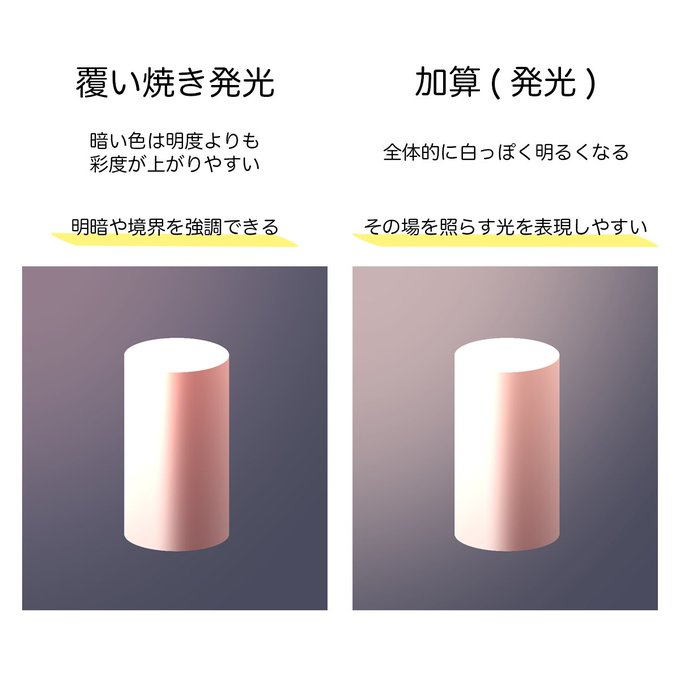 覆い焼き発光
暗い色は明度よりも
彩度が上がりやすい
明暗や境界を強調できる
加算(発光)
全体的に白っぽく明るくなる
その場を照らす光を表現しやすい